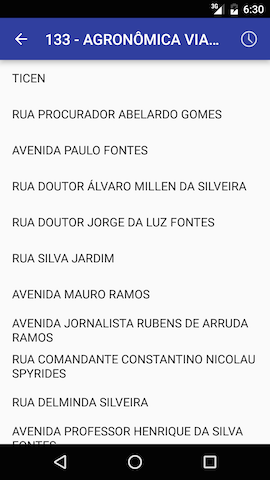 3G 6:30
133 - AGRONÔMICA VIA...
TICEN
RUA PROCURADOR ABELARDO GOMES
AVENIDA PAULO FONTES
RUA DOUTOR ÁLVARO MILLEN DA SILVEIRA
RUA DOUTOR JORGE DA LUZ FONTES
RUA SILVA JARDIM
AVENIDA MAURO RAMOS
AVENIDA JORNALISTA RUBENS DE ARRUDA
RAMOS
RUA COMANDANTE CONSTANTINO NICOLAU
SPYRIDES
RUA DELMINDA SILVEIRA
AVENIDA PROFESSOR HENRIQUE DA SILVA
FONTES